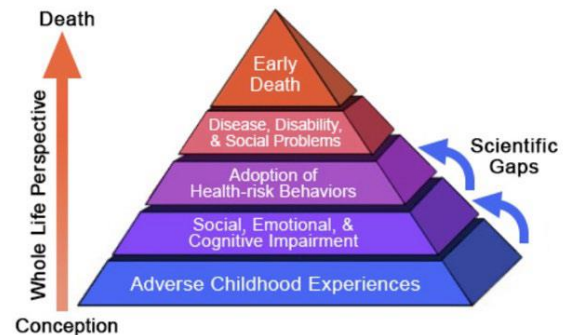 Death
Early
Death
Disease, Disability,
& Social Problems
Scientific
Gaps
Adoption of
Health-risk Behaviors
Social, Emotional, &
Cognitive Impairment
Adverse Childhood Experiences
Whole Life Perspective
Conception